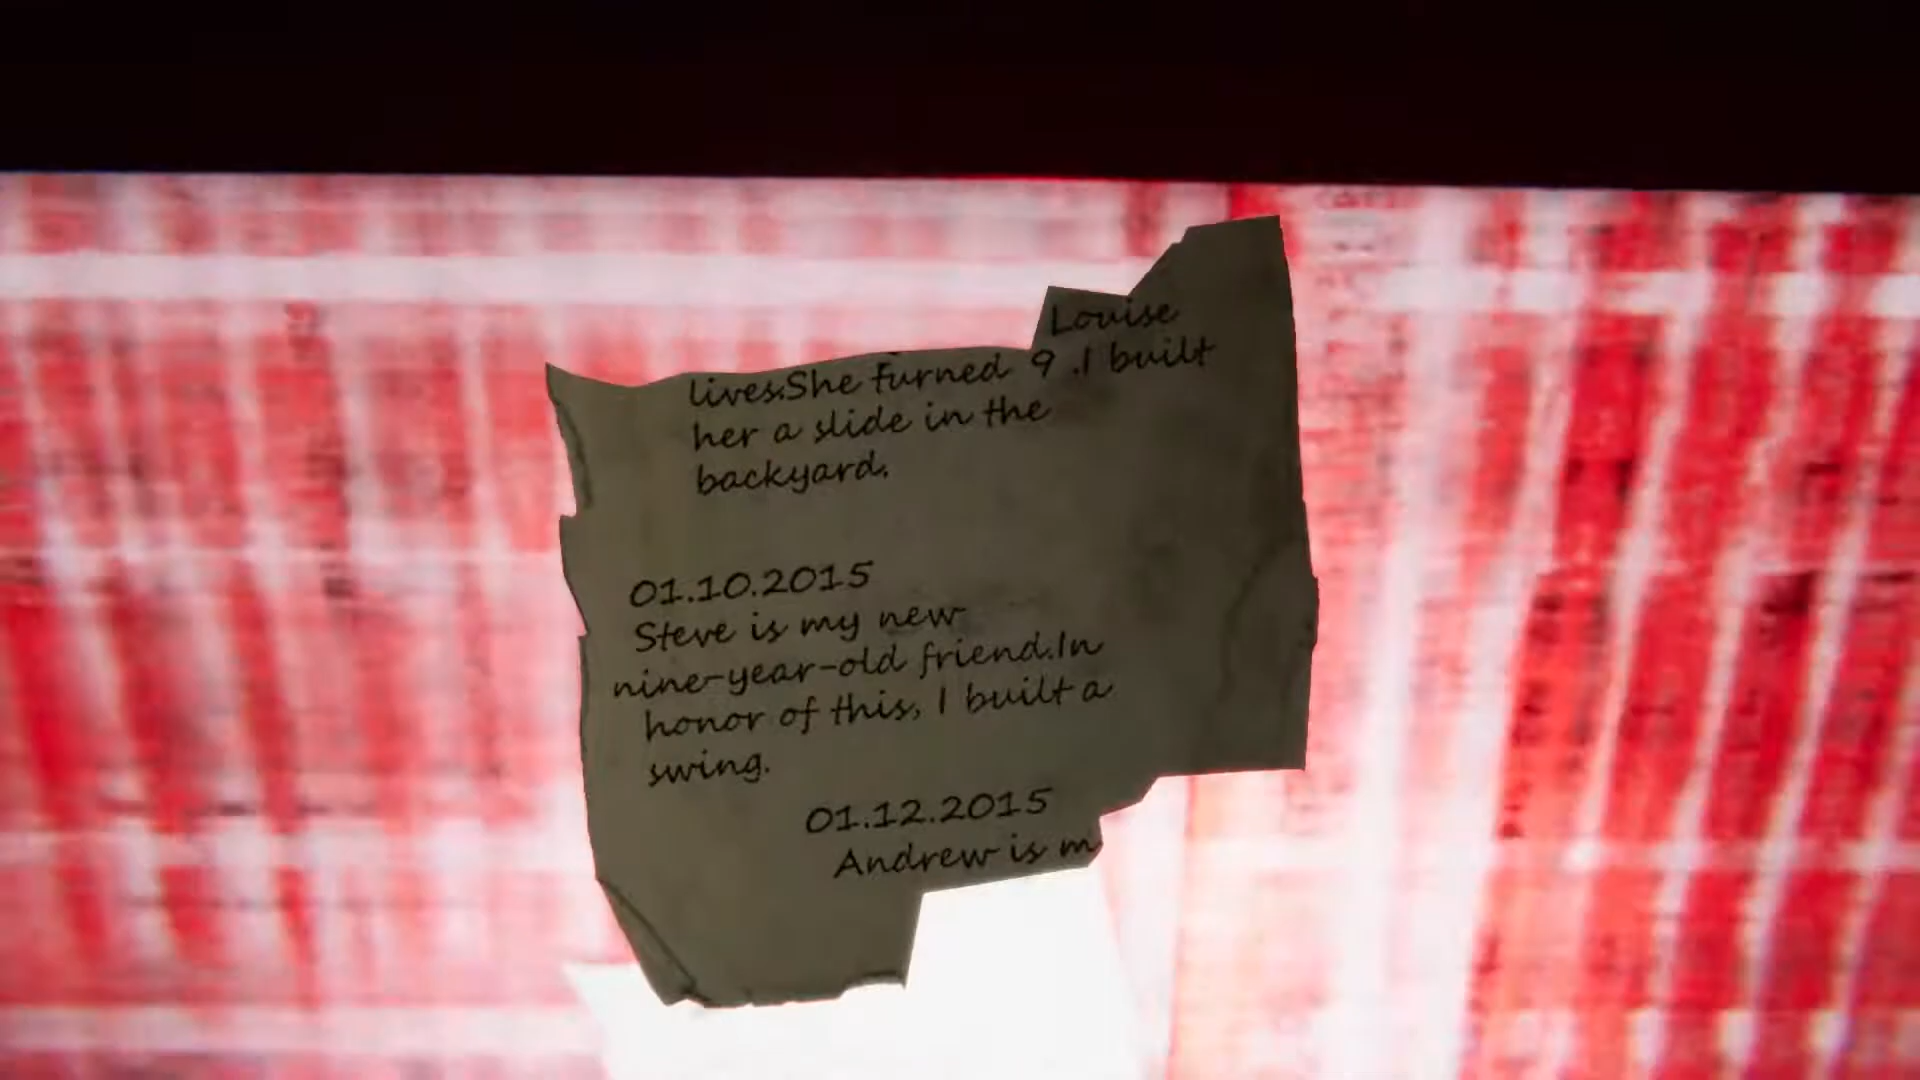 Louise
lives.She turned 9 .I built
her a slide in the
backyard.
01.10.2015
Steve is my new
nine-year-old friend.In
honor of this, I built a
swing.
01.12.2015
Andrew is m